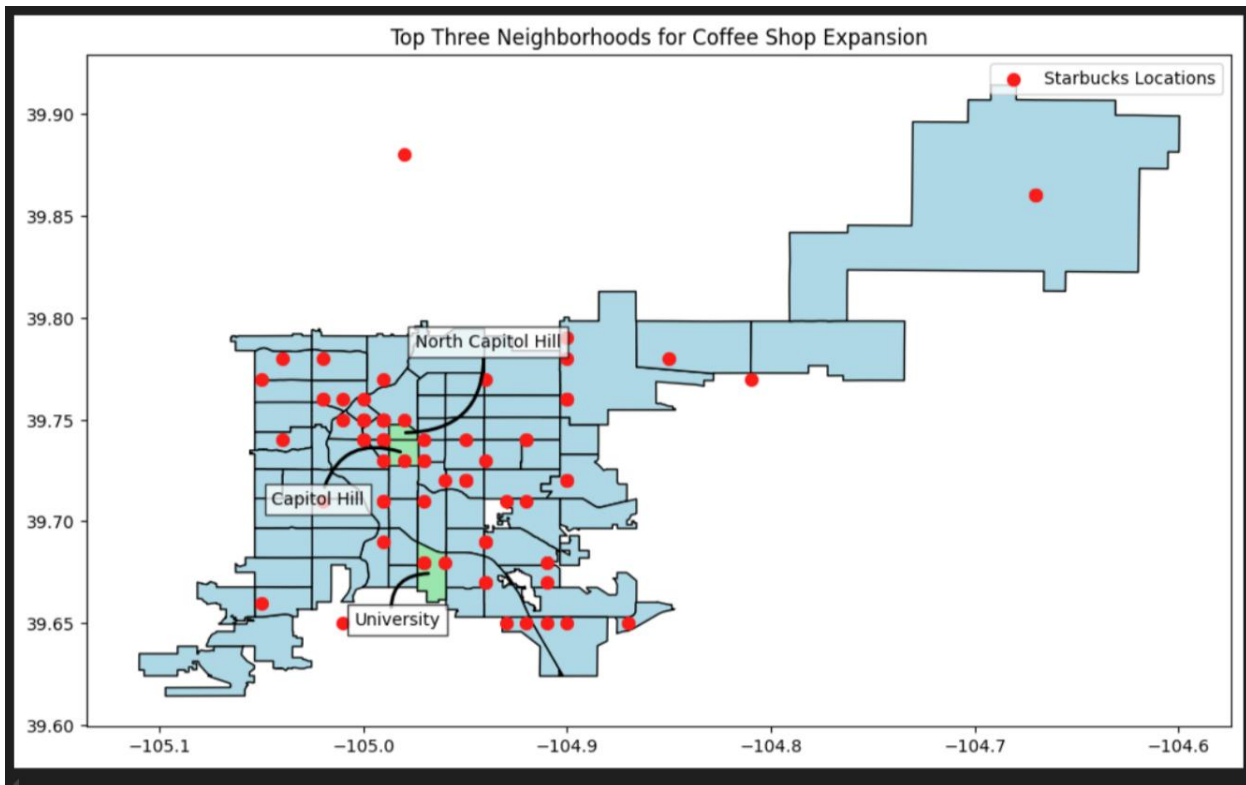 Top Three Neighborhoods for Coffee Shop Expansion
Starbucks Locations
39.90
39.85
39.80
North Capitol Hill
39.75
Capitol Hill
39.70
University
39.65
39.60
−105.1
−105.0
−104.9
−104.8
−104.7
−104.6